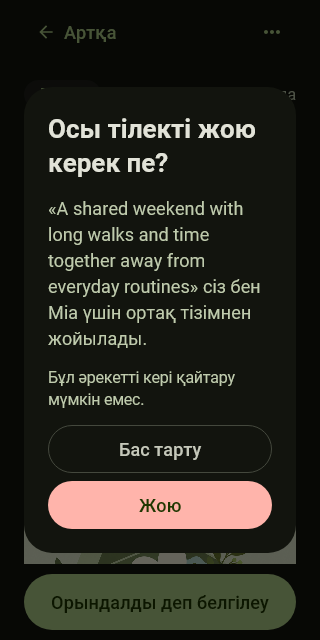 Артқа
Осы тілекті жою
керек пе?
«A shared weekend with
long walks and time
together away from
everyday routines» сіз бен
Mia үшін ортақ тізімнен
жойылады.
Бұл әрекетті кері қайтару
мүмкін емес.
Бас тарту
Жою
Орындалды деп белгілеу